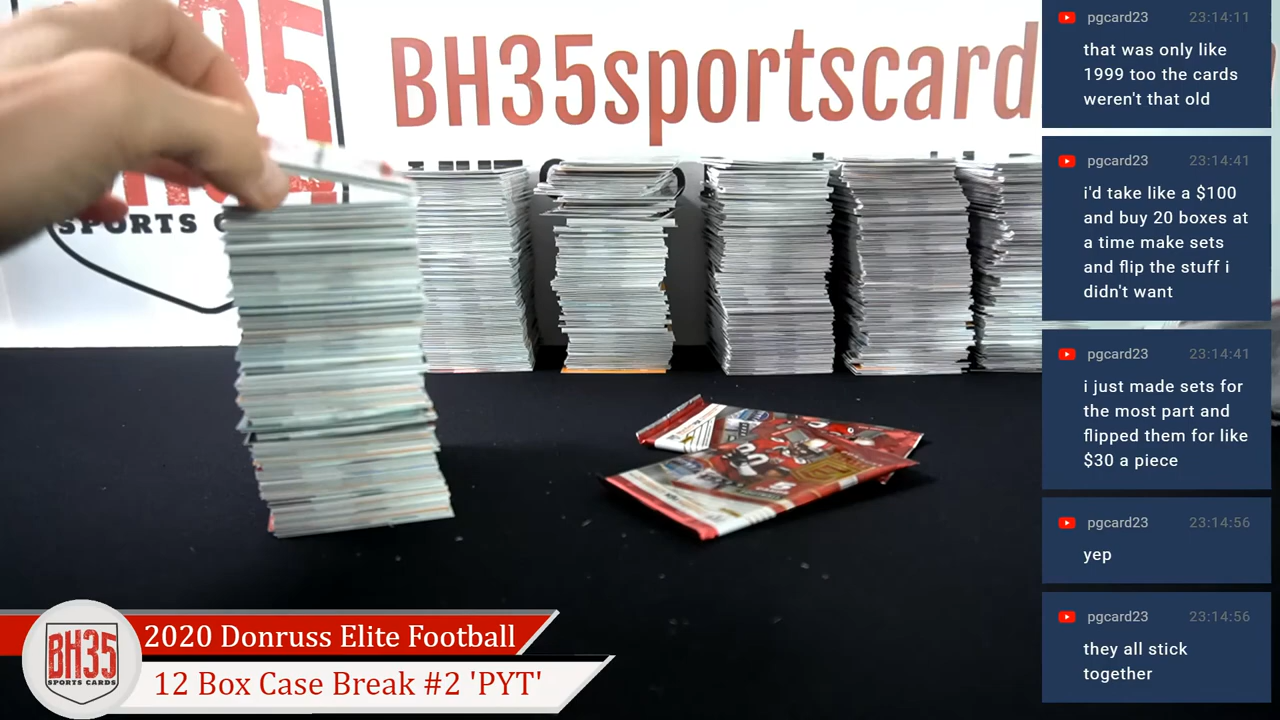 BH35sportscard
SPORTS C
pgcard23 23:14:11
that was only like
1999 too the cards
weren't that old
pgcard23 23:14:41
i'd take like a $100
and buy 20 boxes at
a time make sets
and flip the stuff i
didn't want
pgcard23 23:14:41
i just made sets for
the most part and
flipped them for like
$30 a piece
pgcard23 23:14:56
yep
pgcard23 23:14:56
they all stick
together
2020 Donruss Elite Football
12 Box Case Break #2 'PYT'
BH35
SPORTS CARDS